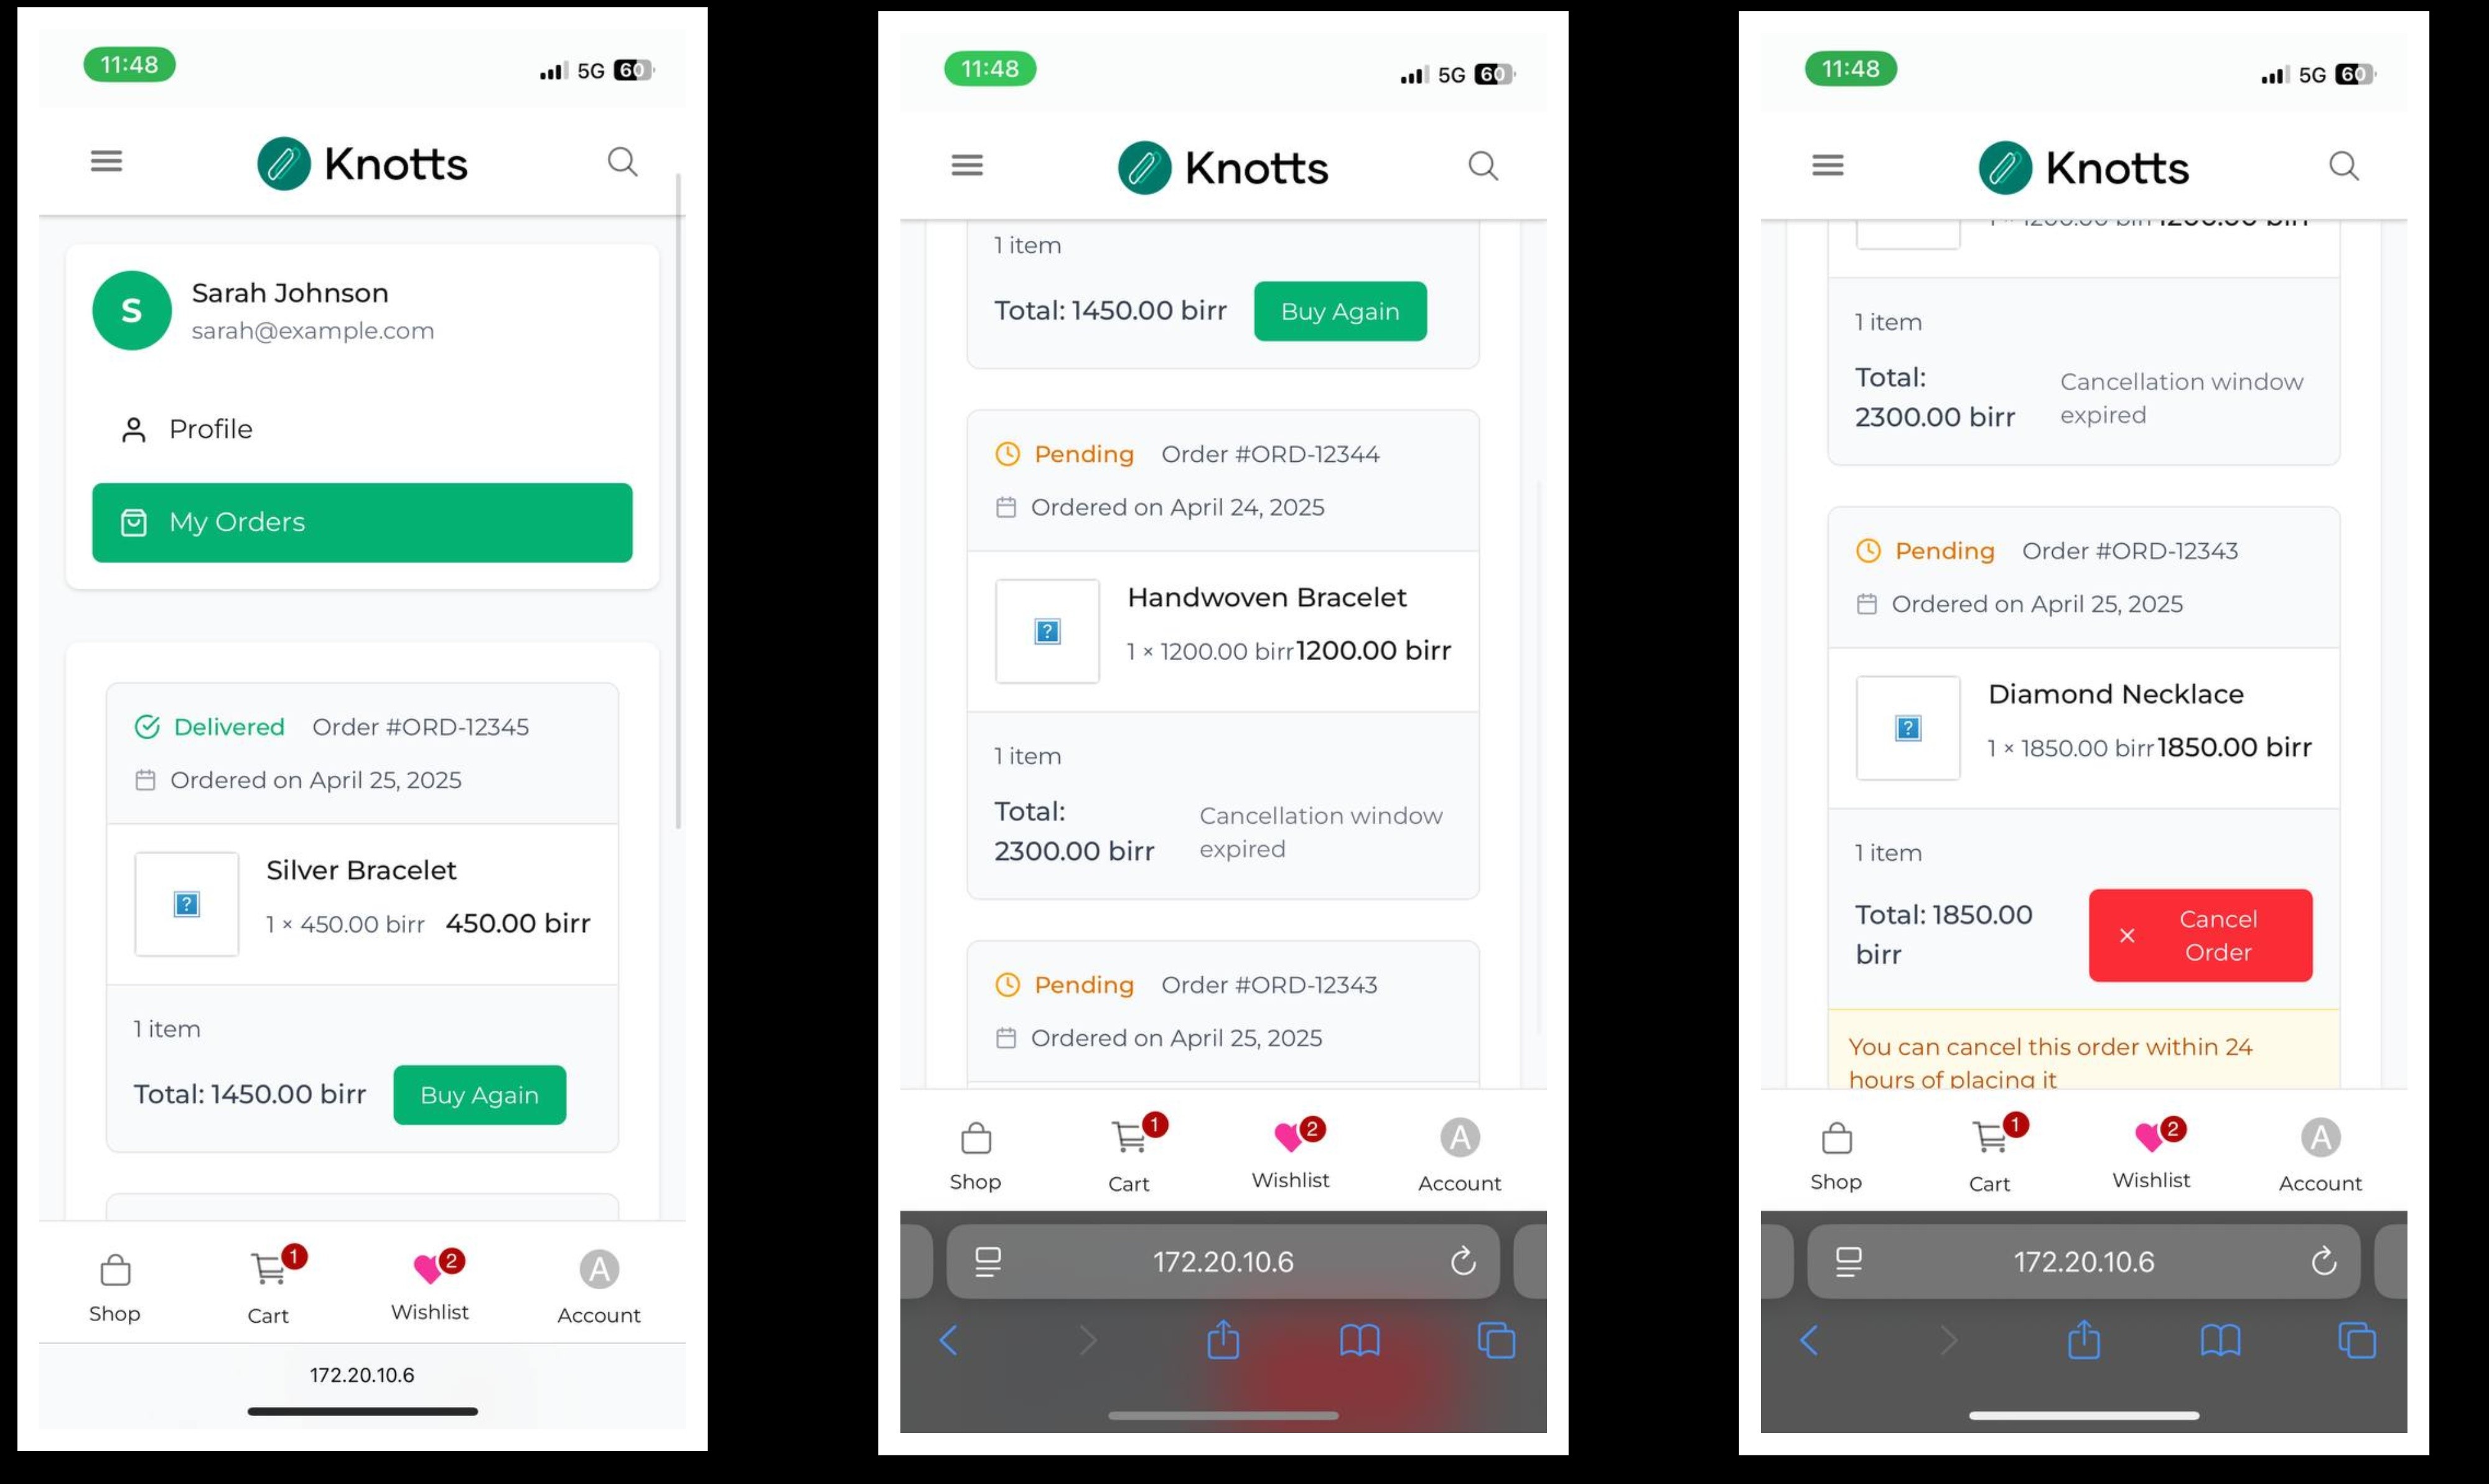 11:48
5G 60
Knotts
S
Sarah Johnson
sarah@example.com
Profile
My Orders
Delivered Order #ORD-12345
Ordered on April 25, 2025
Silver Bracelet
1 × 450.00 birr 450.00 birr
1 item
Total: 1450.00 birr Buy Again
1 2 A
Shop Cart Wishlist Account
172.20.10.6
11:48
5G 60
Knotts
1 item
Total: 1450.00 birr Buy Again
Pending Order #ORD-12344
Ordered on April 24, 2025
Handwoven Bracelet
1 × 1200.00 birr 1200.00 birr
1 item
Total: Cancellation window
2300.00 birr expired
Pending Order #ORD-12343
Ordered on April 25, 2025
1 2 A
Shop Cart Wishlist Account
172.20.10.6
11:48
5G 60
Knotts
1 × 1200.00 birr 1200.00 birr
1 item
Total: Cancellation window
2300.00 birr expired
Pending Order #ORD-12343
Ordered on April 25, 2025
Diamond Necklace
1 × 1850.00 birr 1850.00 birr
1 item
Total: 1850.00 Cancel
birr Order
You can cancel this order within 24
hours of placing it
1 2 A
Shop Cart Wishlist Account
172.20.10.6